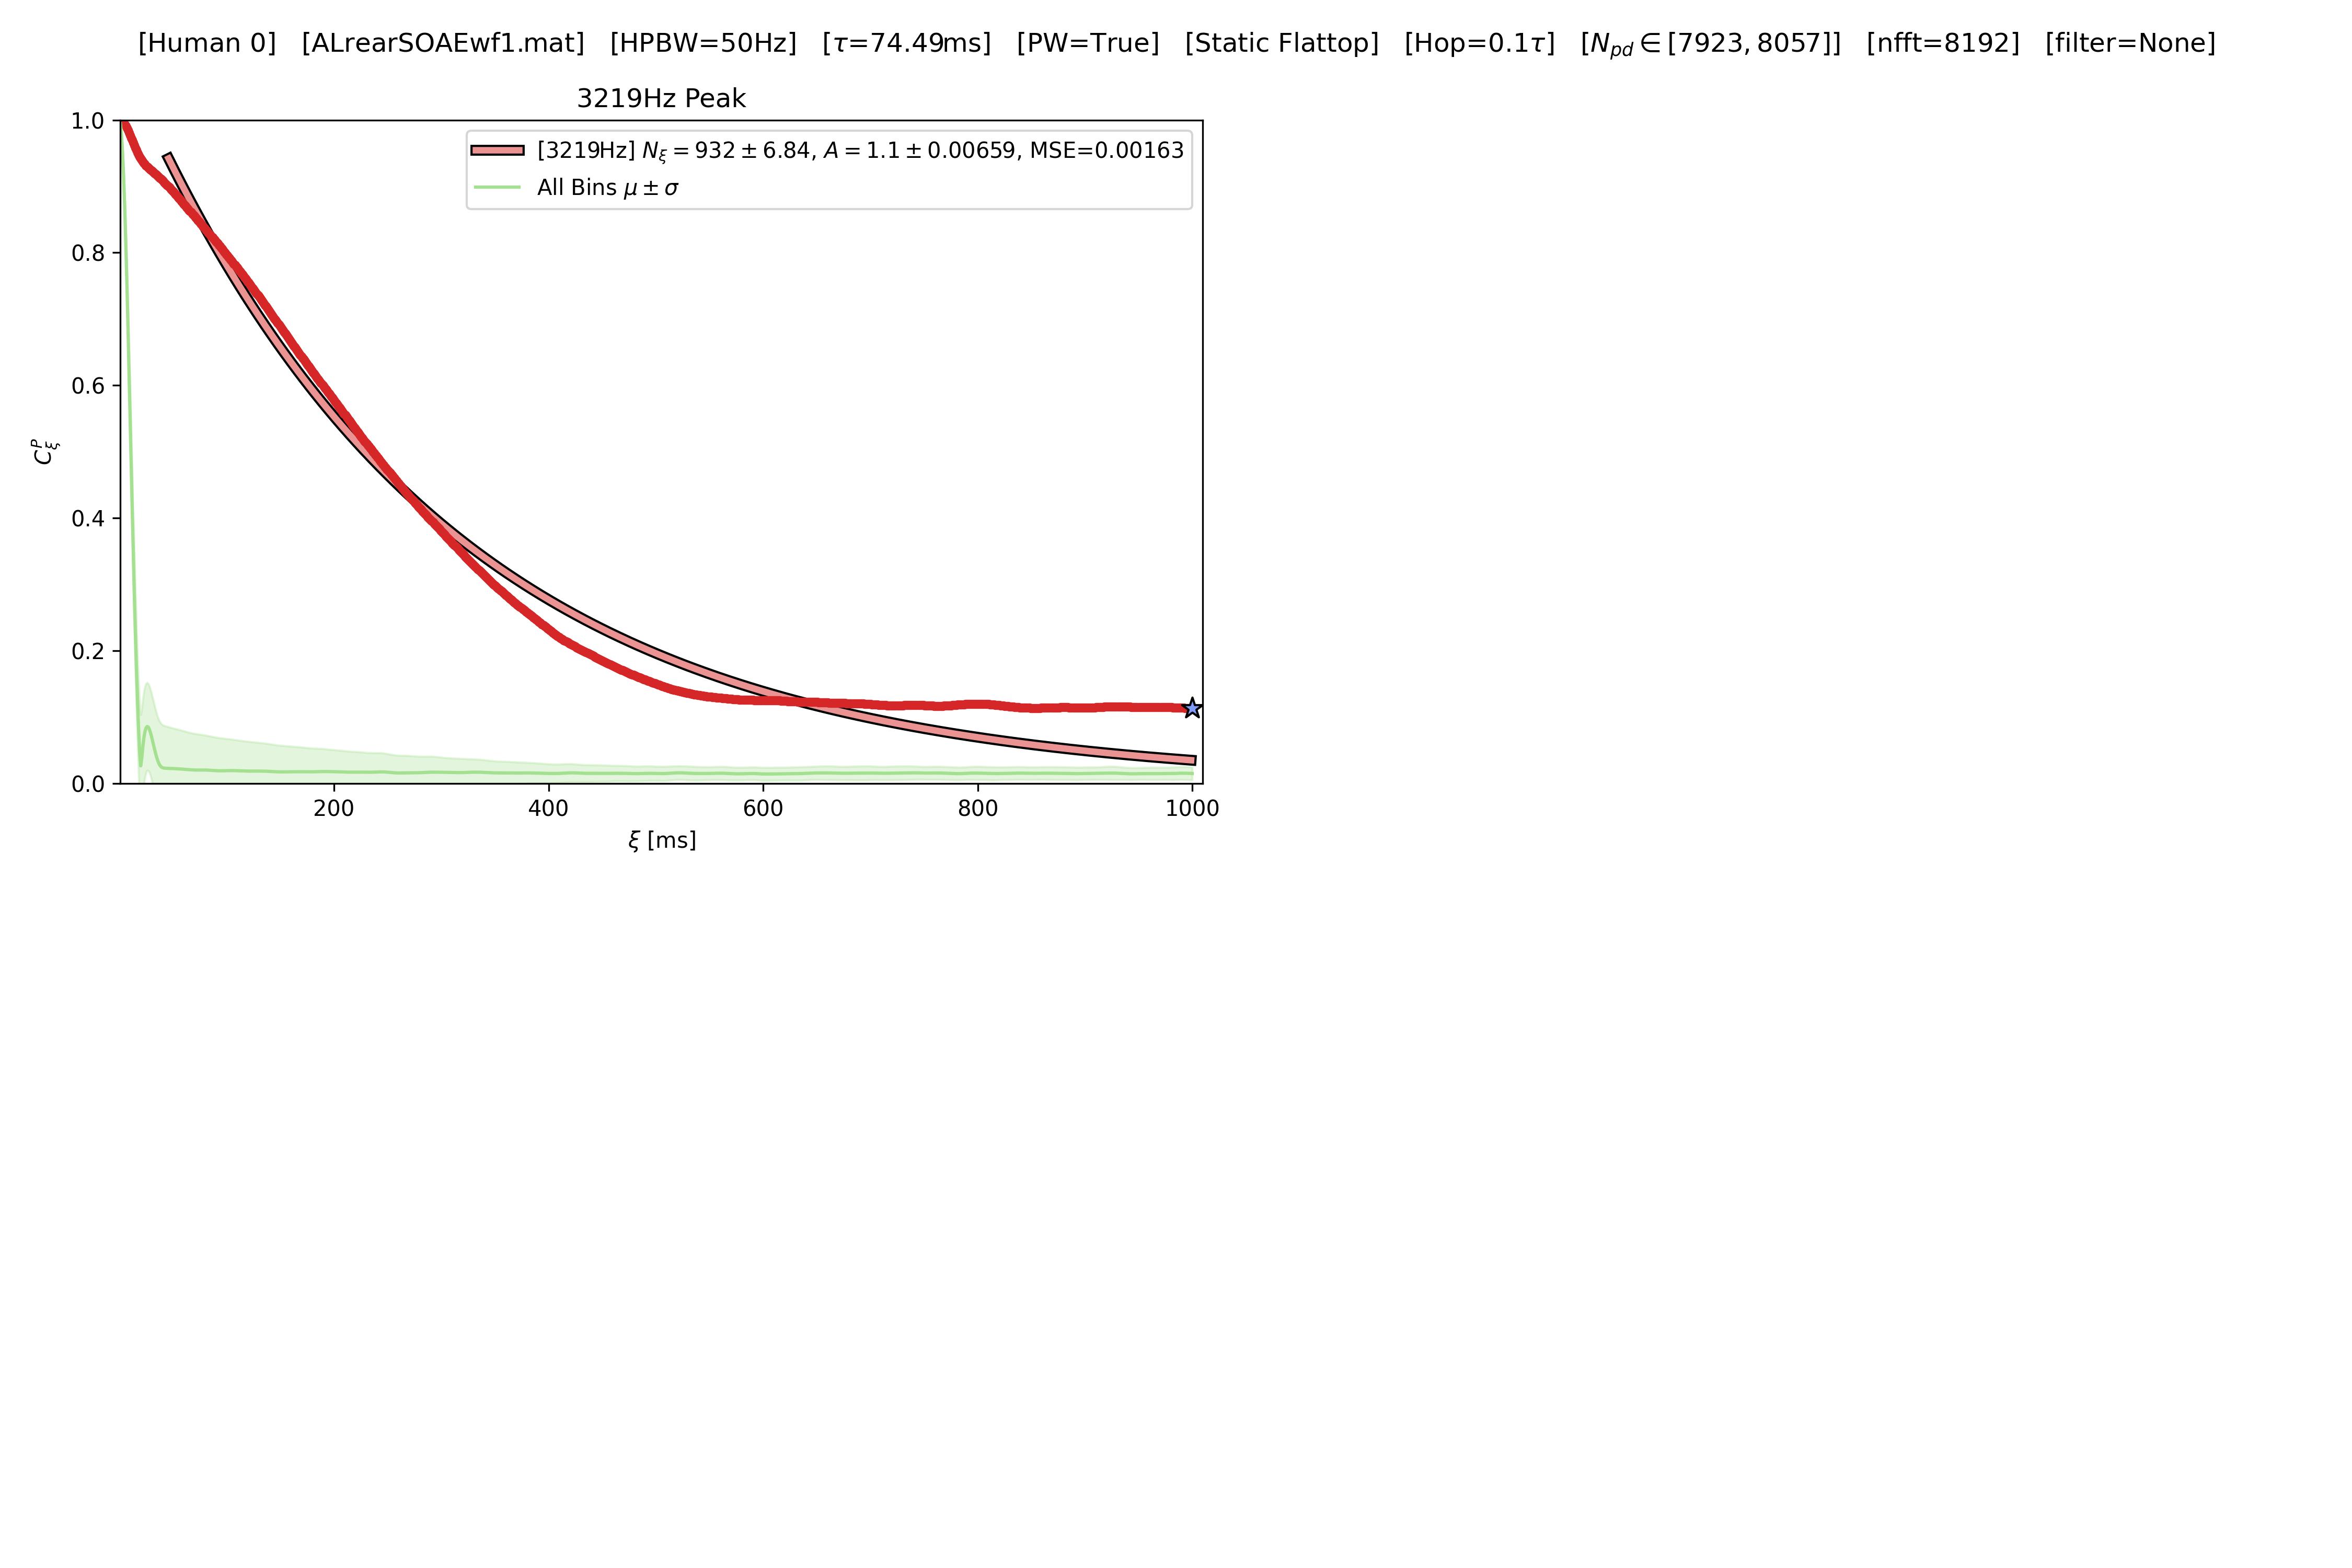 [Human 0]   [ALrearSOAEwf1.mat]   [HPBW=50Hz]   [τ=74.49ms]   [PW=True]   [Static Flattop]   [Hop=0.1τ]   [N_pd ∈ [7923, 8057]]   [nfft=8192]   [filter=None]
3219Hz Peak
[3219Hz] N_ξ = 932 ± 6.84, A = 1.1 ± 0.00659, MSE=0.00163
All Bins μ ± σ
1.0
0.8
0.6
0.4
0.2
0.0
C_ξ^P
200 400 600 800 1000
ξ [ms]